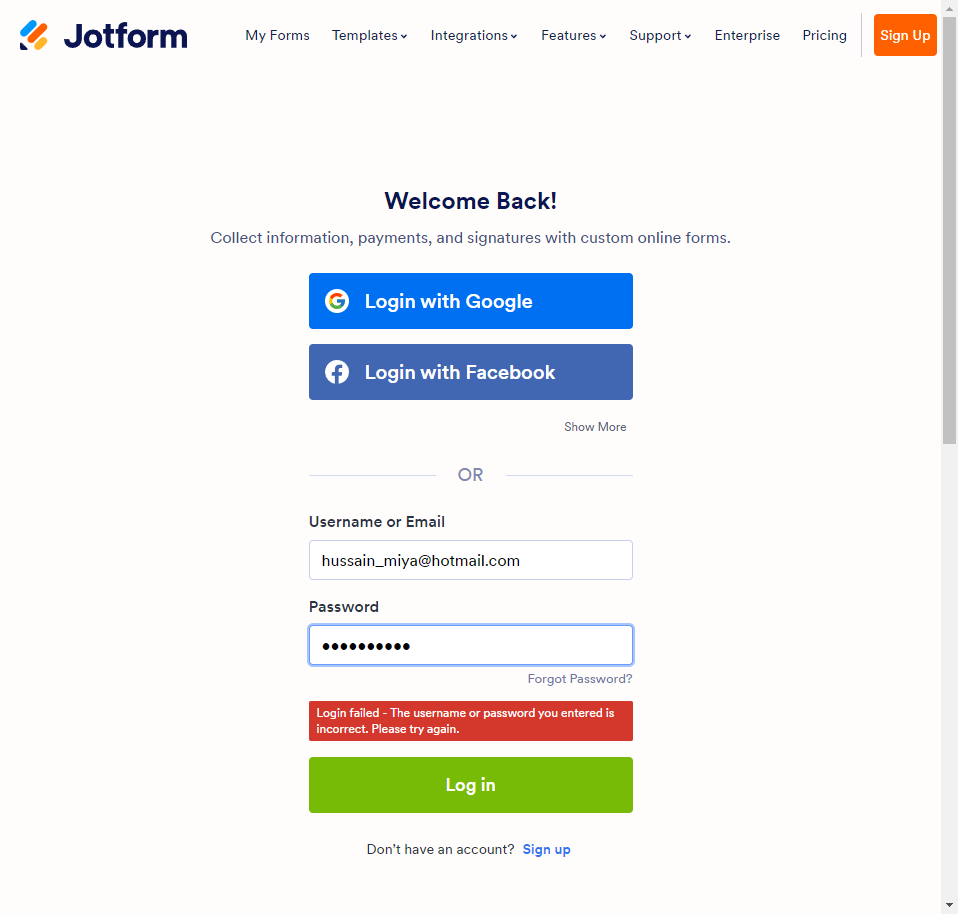 Jotform
My Forms Templates Integrations Features Support Enterprise Pricing Sign Up
Welcome Back!
Collect information, payments, and signatures with custom online forms.
Login with Google
Login with Facebook
Show More
OR
Username or Email
hussain_miya@hotmail.com
Password
••••••••••
Forgot Password?
Login failed - The username or password you entered is
incorrect. Please try again.
Log in
Don't have an account? Sign up